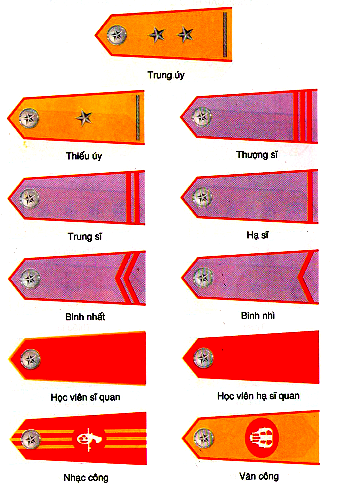 Trung úy
Thiếu úy
Thượng sĩ
Trung sĩ
Hạ sĩ
Binh nhất
Binh nhì
Học viên sĩ quan
Học viên hạ sĩ quan
Nhạc công
Văn công